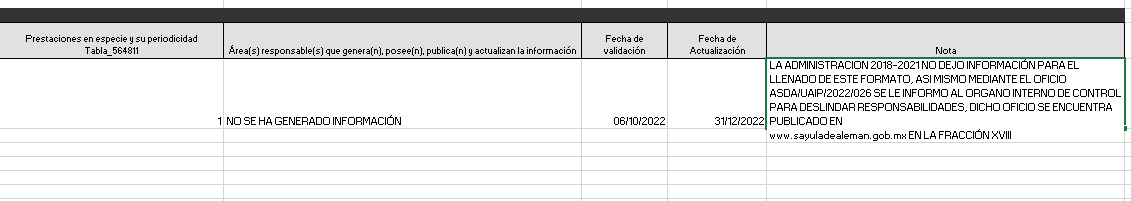 Prestaciones en especie y su periodicidad
Tabla_564811
Área(s) responsable(s) que genera(n), posee(n), publica(n) y actualizan la información
Fecha de
validación
Fecha de
Actualización
Nota
1
NO SE HA GENERADO INFORMACIÓN
06/10/2022
31/12/2022
LA ADMINISTRACION 2018-2021 NO DEJO INFORMACIÓN PARA EL
LLENADO DE ESTE FORMATO, ASI MISMO MEDIANTE EL OFICIO
ASDA/UAIP/2022/026 SE LE INFORMO AL ORGANO INTERNO DE CONTROL
PARA DESLINDAR RESPONSABILIDADES, DICHO OFICIO SE ENCUENTRA
PUBLICADO EN
www.sayuladealeman.gob.mx EN LA FRACCIÓN XVIII